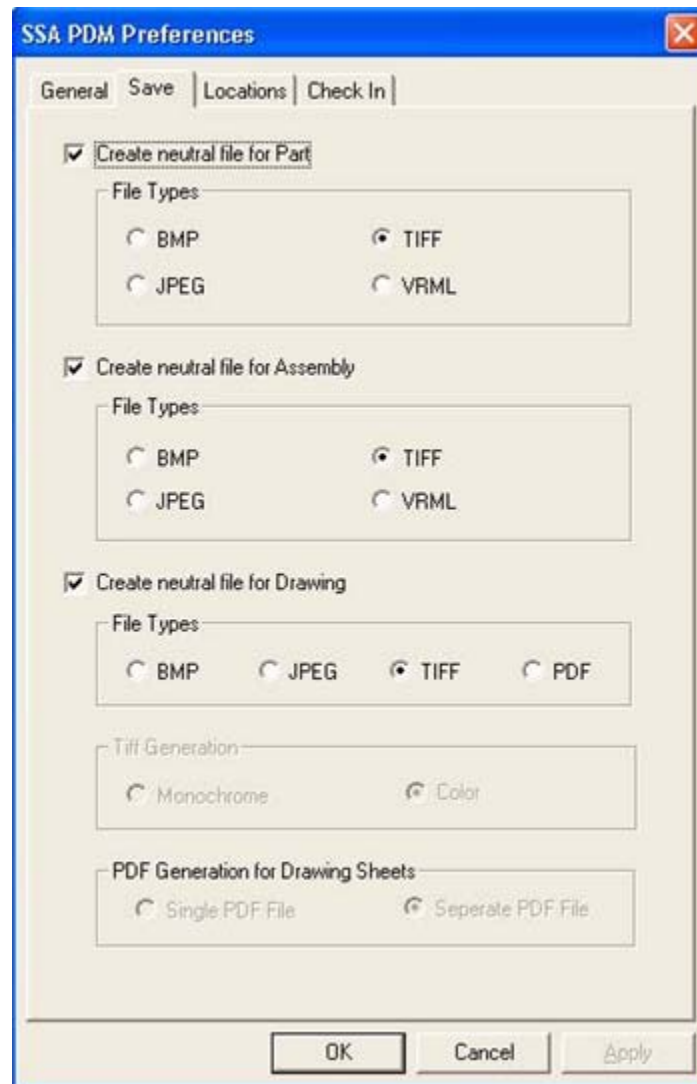 SSA PDM Preferences
General Save Locations Check In
Create neutral file for Part
File Types
BMP TIFF
JPEG VRML
Create neutral file for Assembly
File Types
BMP TIFF
JPEG VRML
Create neutral file for Drawing
File Types
BMP JPEG TIFF PDF
Tiff Generation
Monochrome Color
PDF Generation for Drawing Sheets
Single PDF File Seperate PDF File
OK Cancel Apply